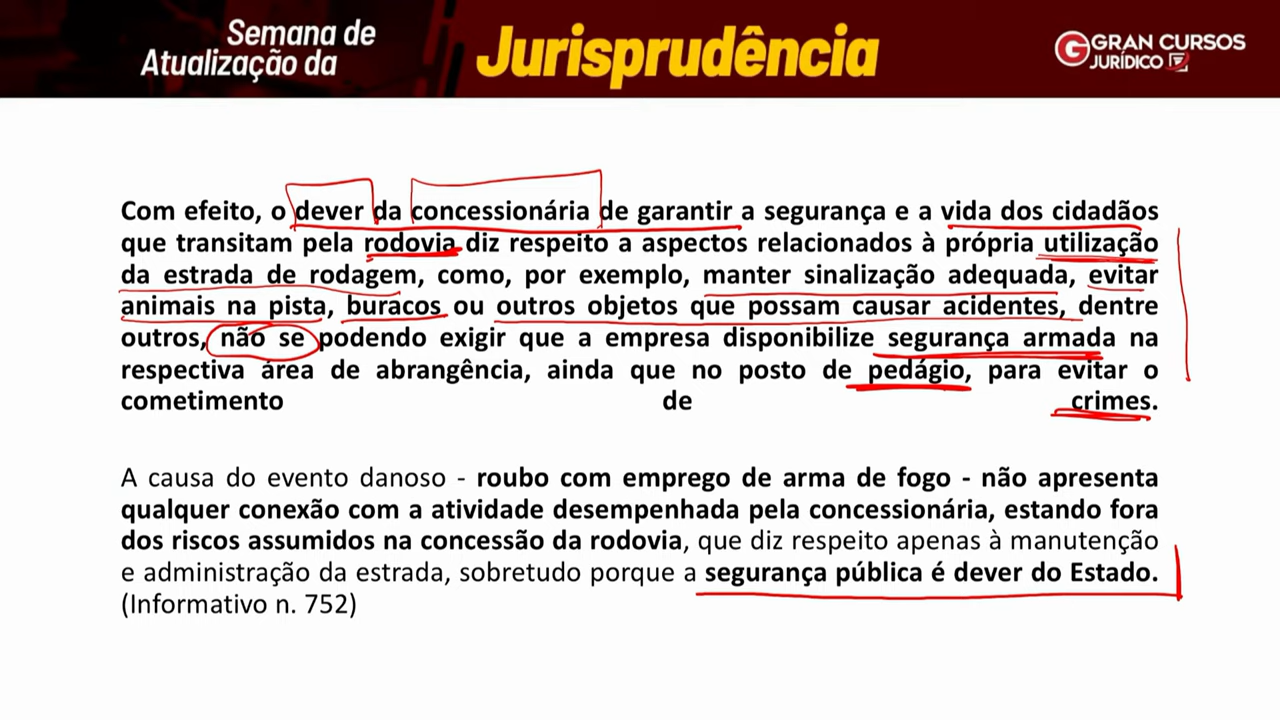 Semana de
Atualização da
Jurisprudência
GRAN CURSOS
JURÍDICO
Com efeito, o dever da concessionária de garantir a segurança e a vida dos cidadãos
que transitam pela rodovia diz respeito a aspectos relacionados à própria utilização
da estrada de rodagem, como, por exemplo, manter sinalização adequada, evitar
animais na pista, buracos ou outros objetos que possam causar acidentes, dentre
outros, não se podendo exigir que a empresa disponibilize segurança armada na
respectiva área de abrangência, ainda que no posto de pedágio, para evitar o
cometimento de crimes.
A causa do evento danoso - roubo com emprego de arma de fogo - não apresenta
qualquer conexão com a atividade desempenhada pela concessionária, estando fora
dos riscos assumidos na concessão da rodovia, que diz respeito apenas à manutenção
e administração da estrada, sobretudo porque a segurança pública é dever do Estado.
(Informativo n. 752)